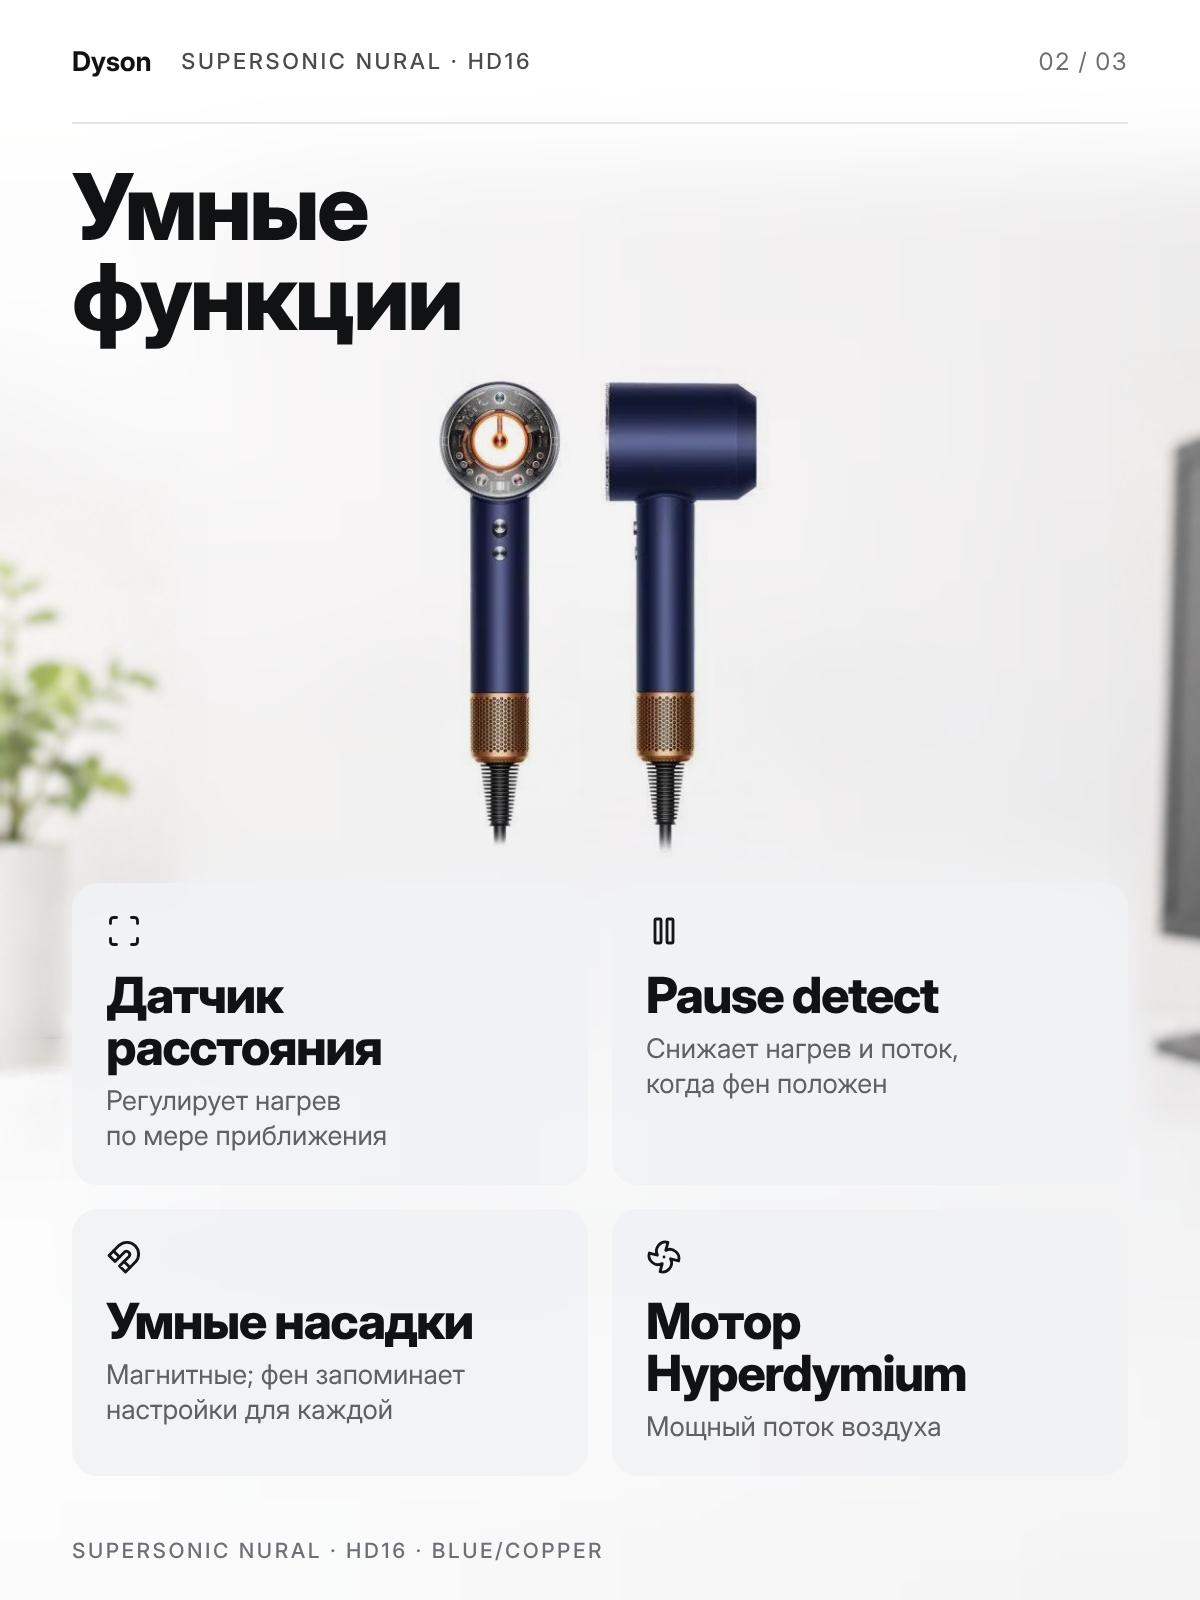 Dyson SUPERSONIC NURAL · HD16 02 / 03
Умные
функции
Датчик
расстояния
Регулирует нагрев
по мере приближения
Pause detect
Снижает нагрев и поток,
когда фен положен
Умные насадки
Магнитные; фен запоминает
настройки для каждой
Мотор
Hyperdymium
Мощный поток воздуха
SUPERSONIC NURAL · HD16 · BLUE/COPPER